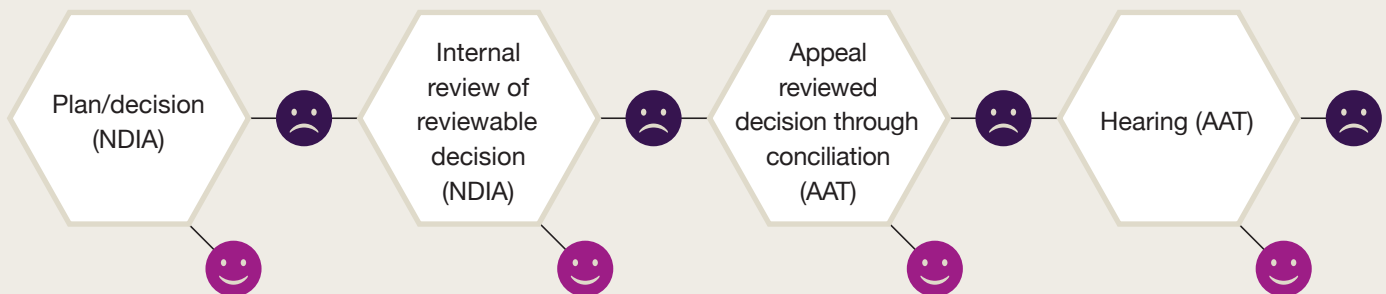 Plan/decision
(NDIA)
Internal
review of
reviewable
decision
(NDIA)
Appeal
reviewed
decision through
conciliation
(AAT)
Hearing (AAT)